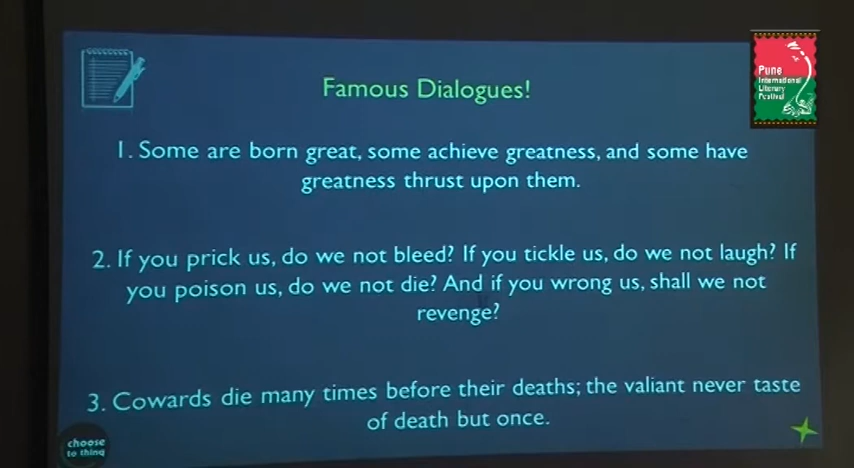 Pune
International
Literary
Festival
Famous Dialogues!
1. Some are born great, some achieve greatness, and some have
greatness thrust upon them.
2. If you prick us, do we not bleed? If you tickle us, do we not laugh? If
you poison us, do we not die? And if you wrong us, shall we not
revenge?
3. Cowards die many times before their deaths; the valiant never taste
of death but once.
choose
to thinq